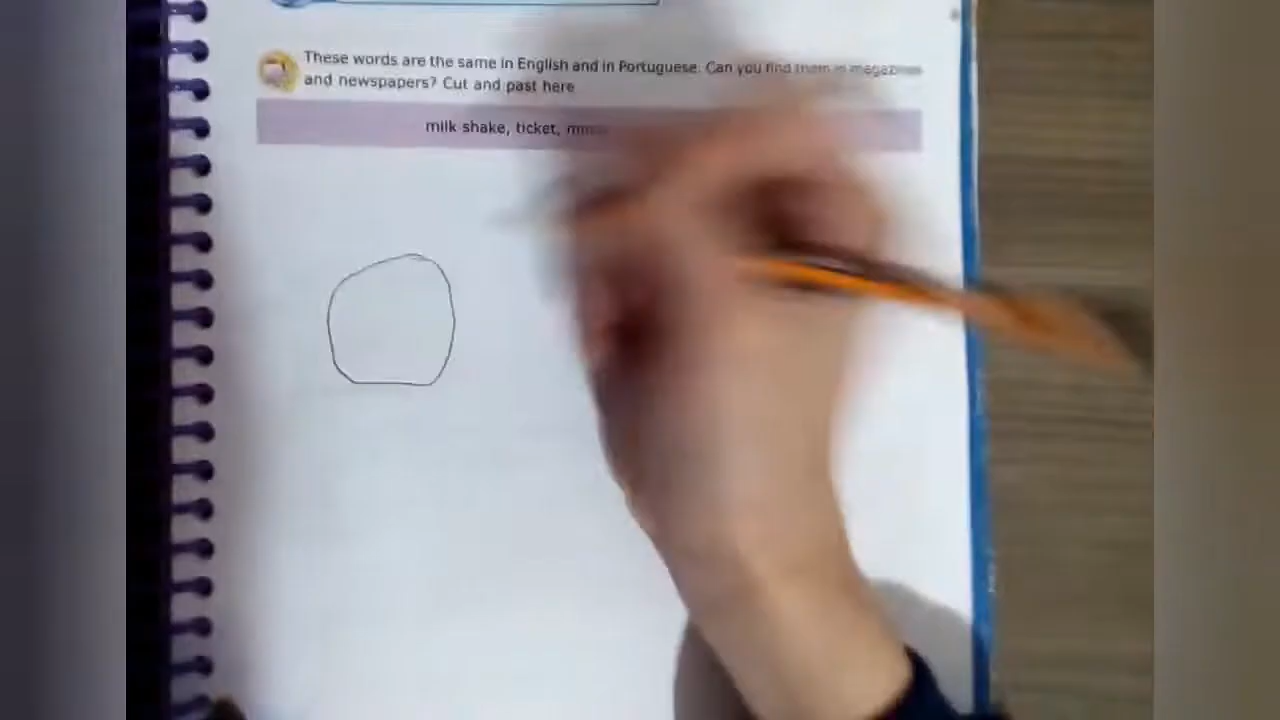 These words are the same in English and in Portuguese. Can you find them in magazines
and newspapers? Cut and past here
milk shake, ticket,